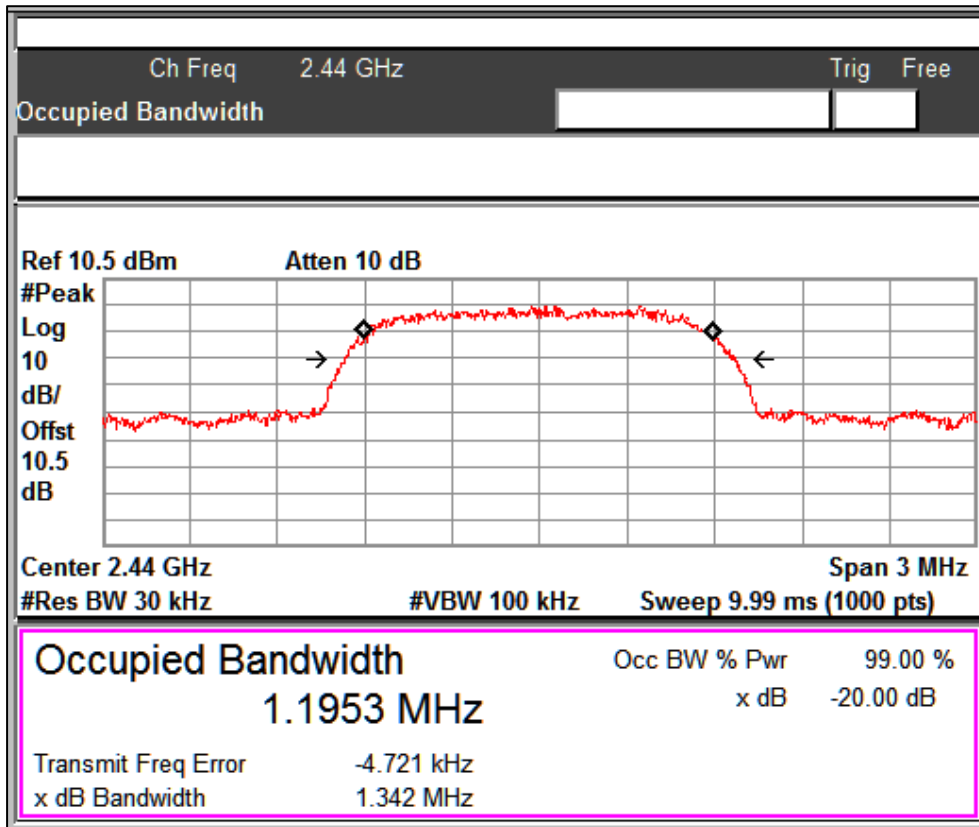 Ch Freq 2.44 GHz Trig Free
Occupied Bandwidth
Ref 10.5 dBm Atten 10 dB
#Peak
Log
10
dB/
Offst
10.5
dB
Center 2.44 GHz Span 3 MHz
#Res BW 30 kHz #VBW 100 kHz Sweep 9.99 ms (1000 pts)
Occupied Bandwidth Occ BW % Pwr 99.00 %
1.1953 MHz x dB -20.00 dB
Transmit Freq Error -4.721 kHz
x dB Bandwidth 1.342 MHz